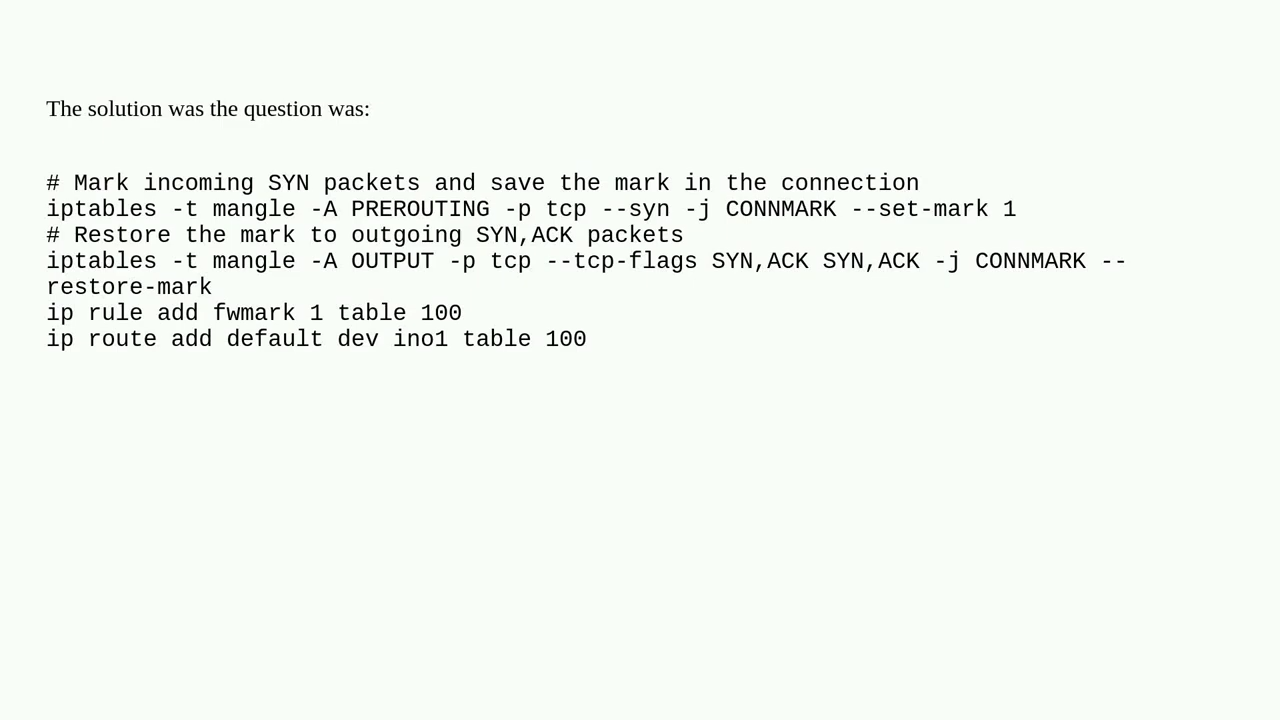 The solution was the question was:
# Mark incoming SYN packets and save the mark in the connection
iptables -t mangle -A PREROUTING -p tcp --syn -j CONNMARK --set-mark 1
# Restore the mark to outgoing SYN,ACK packets
iptables -t mangle -A OUTPUT -p tcp --tcp-flags SYN,ACK SYN,ACK -j CONNMARK --
restore-mark
ip rule add fwmark 1 table 100
ip route add default dev ino1 table 100